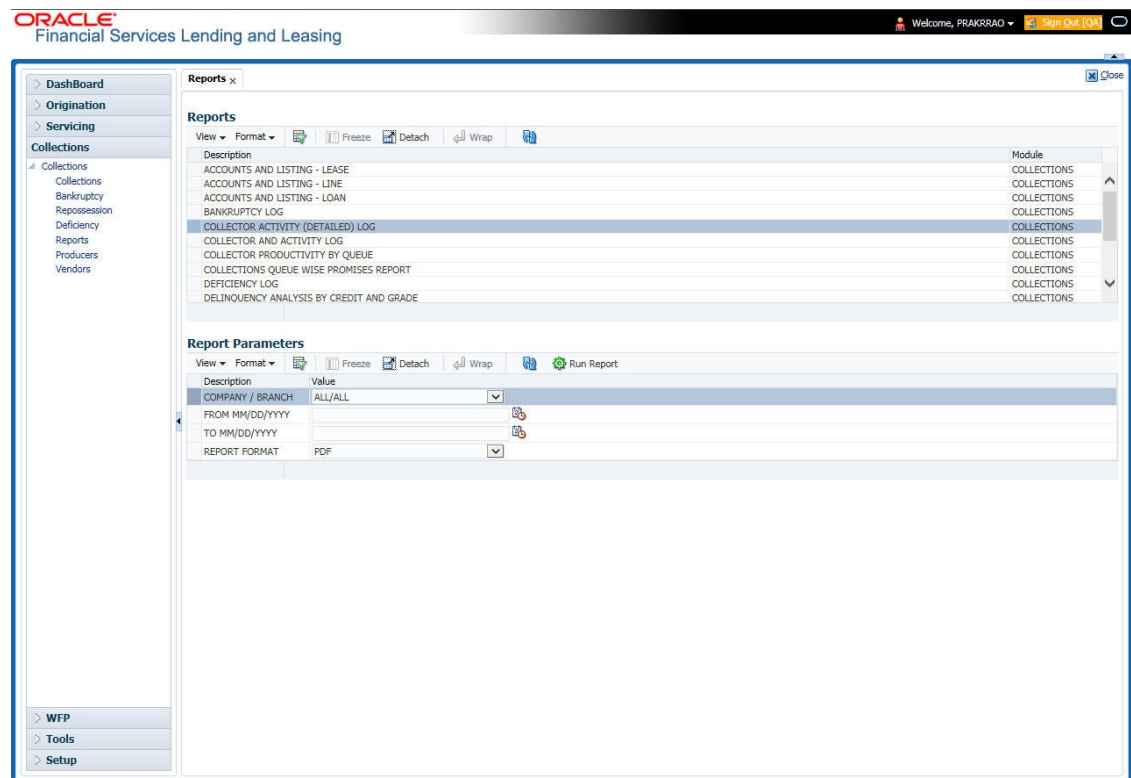 ORACLE
Financial Services Lending and Leasing
Welcome, PRAKRRAO
Sign Out [QA]
DashBoard
Origination
Servicing
Collections
Collections
Collections
Bankruptcy
Repossession
Deficiency
Reports
Producers
Vendors
WFP
Tools
Setup
Reports
Close
Reports
View Format Freeze Detach Wrap
Description Module
ACCOUNTS AND LISTING - LEASE COLLECTIONS
ACCOUNTS AND LISTING - LINE COLLECTIONS
ACCOUNTS AND LISTING - LOAN COLLECTIONS
BANKRUPTCY LOG COLLECTIONS
COLLECTOR ACTIVITY (DETAILED) LOG COLLECTIONS
COLLECTOR AND ACTIVITY LOG COLLECTIONS
COLLECTOR PRODUCTIVITY BY QUEUE COLLECTIONS
COLLECTIONS QUEUE WISE PROMISES REPORT COLLECTIONS
DEFICIENCY LOG COLLECTIONS
DELINQUENCY ANALYSIS BY CREDIT AND GRADE COLLECTIONS
Report Parameters
View Format Freeze Detach Wrap Run Report
Description Value
COMPANY / BRANCH ALL/ALL
FROM MM/DD/YYYY
TO MM/DD/YYYY
REPORT FORMAT PDF